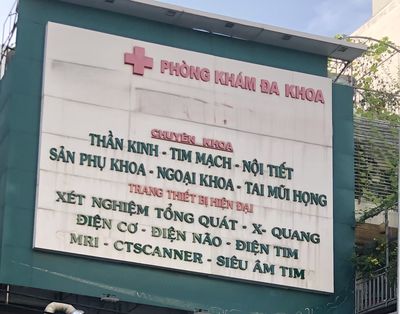 PHÒNG KHÁM ĐA KHOA
CHUYÊN KHOA
THẦN KINH - TIM MẠCH - NỘI TIẾT
SẢN PHỤ KHOA - NGOẠI KHOA - TAI MŨI HỌNG
TRANG THIẾT BỊ HIỆN ĐẠI
XÉT NGHIỆM TỔNG QUÁT - X- QUANG
ĐIỆN CƠ - ĐIỆN NÃO - ĐIỆN TIM
MRI - CTSCANNER - SIÊU ÂM TIM